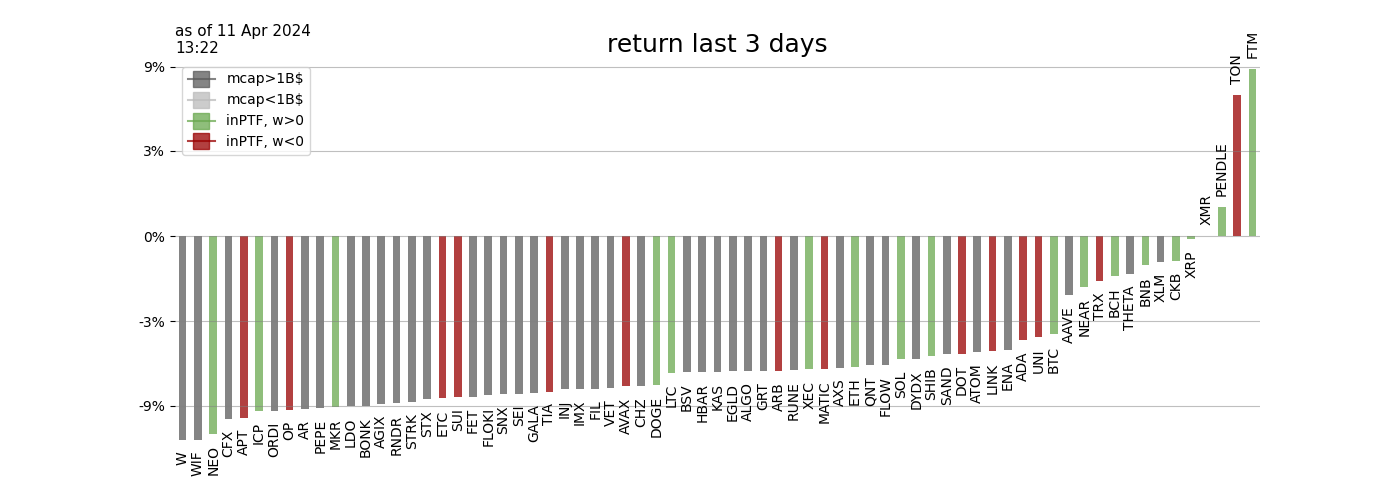 as of 11 Apr 2024
13:22
return last 3 days
9%
3%
0%
-3%
-9%
mcap>1B$
mcap<1B$
inPTF, w>0
inPTF, w<0
W
WIF
NEO
CFX
APT
ICP
ORDI
OP
AR
PEPE
MKR
LDO
BONK
AGIX
RNDR
STRK
STX
ETC
SUI
FET
FLOKI
SNX
SEI
GALA
TIA
INJ
IMX
FIL
VET
AVAX
CHZ
DOGE
LTC
BSV
HBAR
KAS
EGLD
ALGO
GRT
ARB
RUNE
XEC
MATIC
AXS
ETH
QNT
FLOW
SOL
DYDX
SHIB
SAND
DOT
ATOM
LINK
ENA
ADA
UNI
BTC
AAVE
NEAR
TRX
BCH
THETA
BNB
XLM
CKB
XRP
XMR
PENDLE
TON
FTM